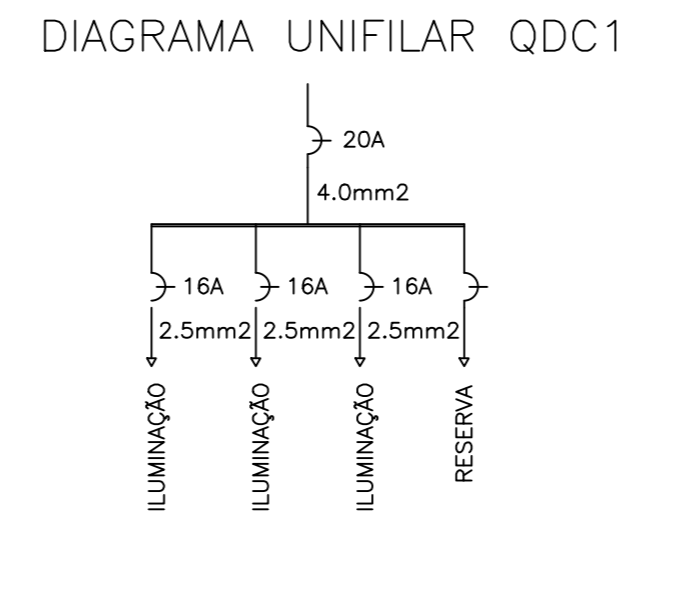 DIAGRAMA UNIFILAR QDC1
20A
4.0mm2
16A
16A
16A
2.5mm2
2.5mm2
2.5mm2
ILUMINAÇÃO
ILUMINAÇÃO
ILUMINAÇÃO
RESERVA